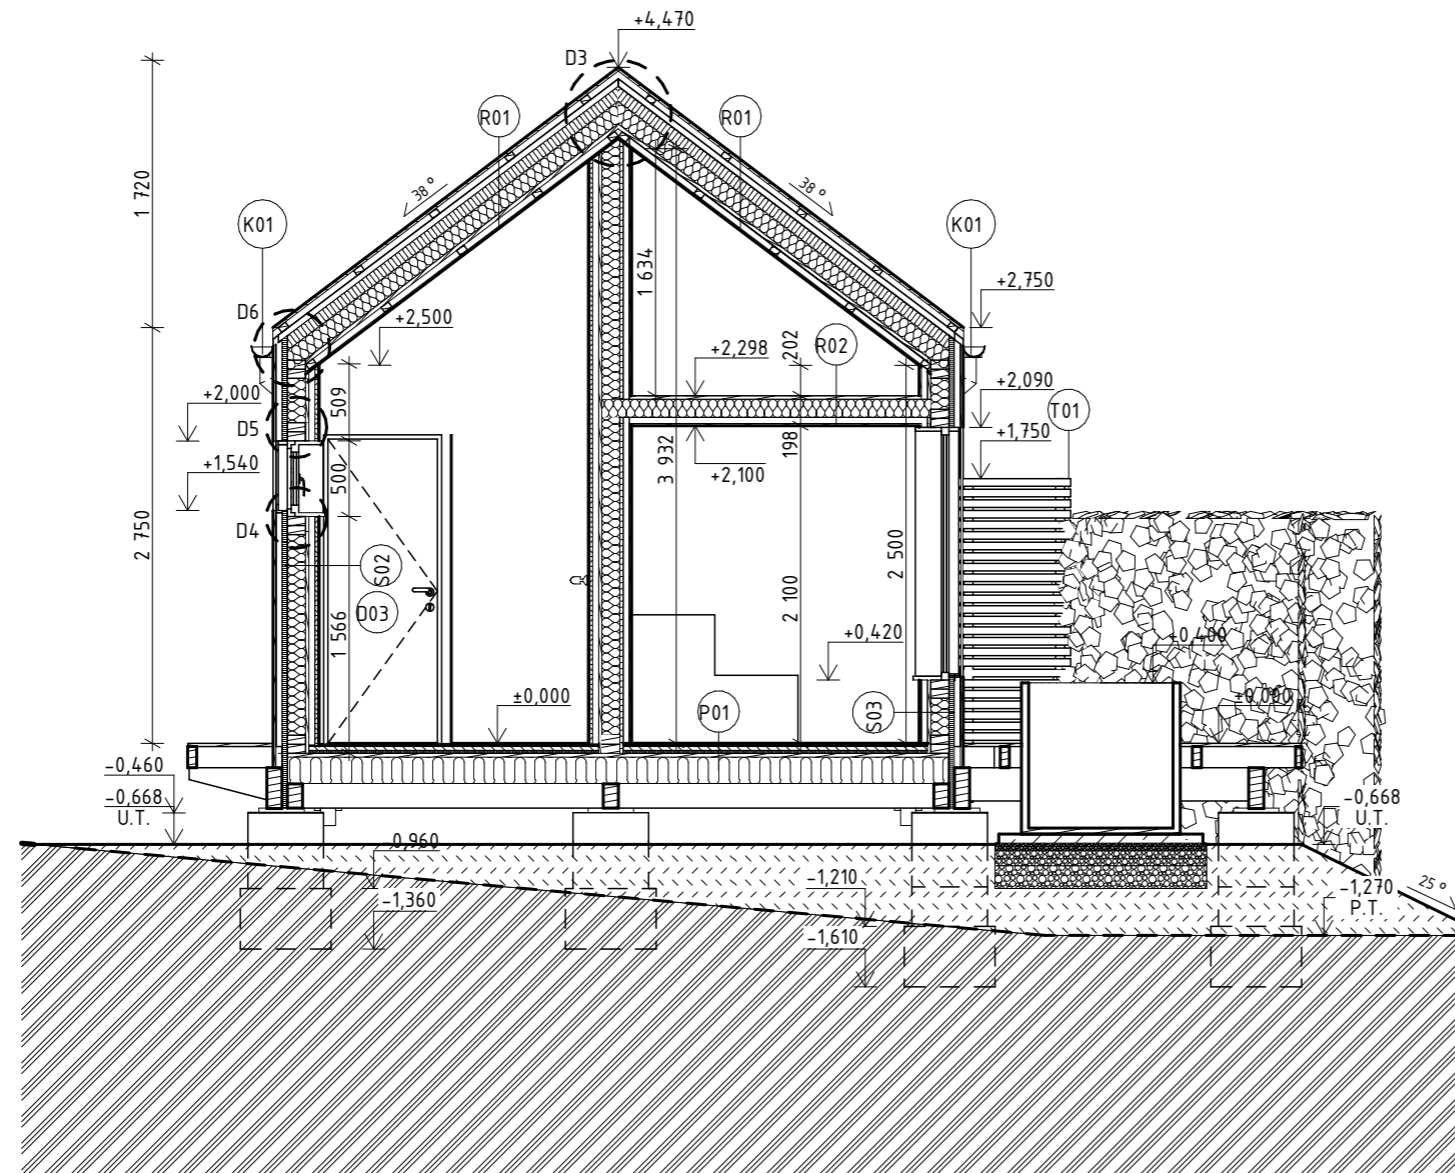 +4,470
D3
R01
R01
38 °
38 °
1 720
K01
K01
1 634
+2,750
D6
+2,500
202
R02
+2,298
+2,090
+2,000
509
T01
D5
+1,750
198
+1,540
500
3 932
+2,100
D4
2 750
2 500
S02
D03
2 100
1 566
+0,420
+0,400
±0,000
P01
S03
±0,000
-0,460
-0,668
U.T.
-0,668
U.T.
-0,960
-1,210
-1,270
P.T.
25 °
-1,360
-1,610